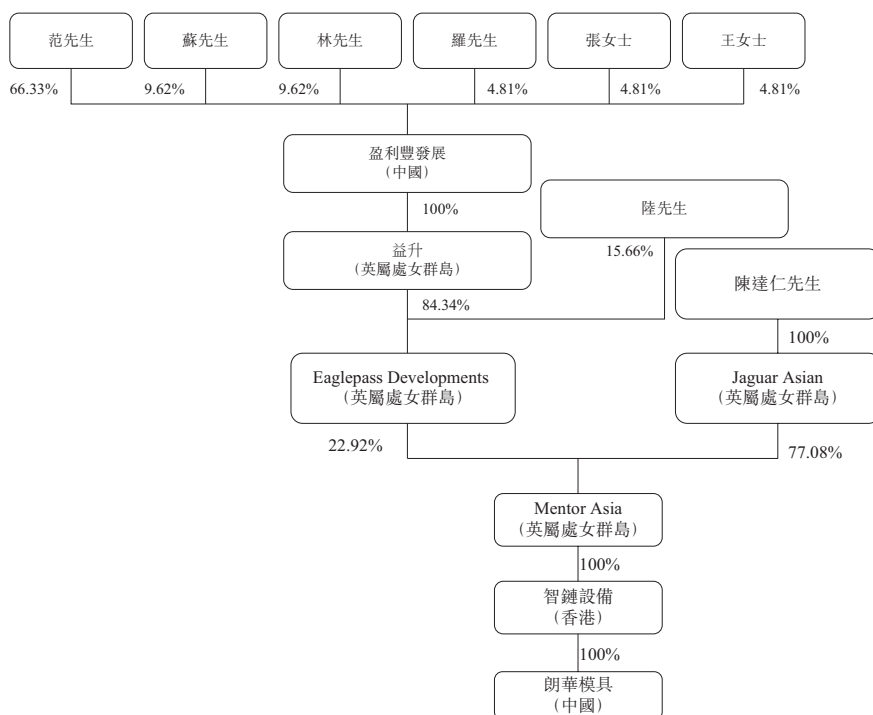 范先生
蘇先生
林先生
羅先生
張女士
王女士
66.33%
9.62%
9.62%
4.81%
4.81%
4.81%
盈利豐發展
(中國)
100%
陸先生
益升
(英屬處女群島)
15.66%
陳達仁先生
84.34%
100%
Eaglepass Developments
(英屬處女群島)
Jaguar Asian
(英屬處女群島)
22.92%
77.08%
Mentor Asia
(英屬處女群島)
100%
智鏈設備
(香港)
100%
朗華模具
(中國)